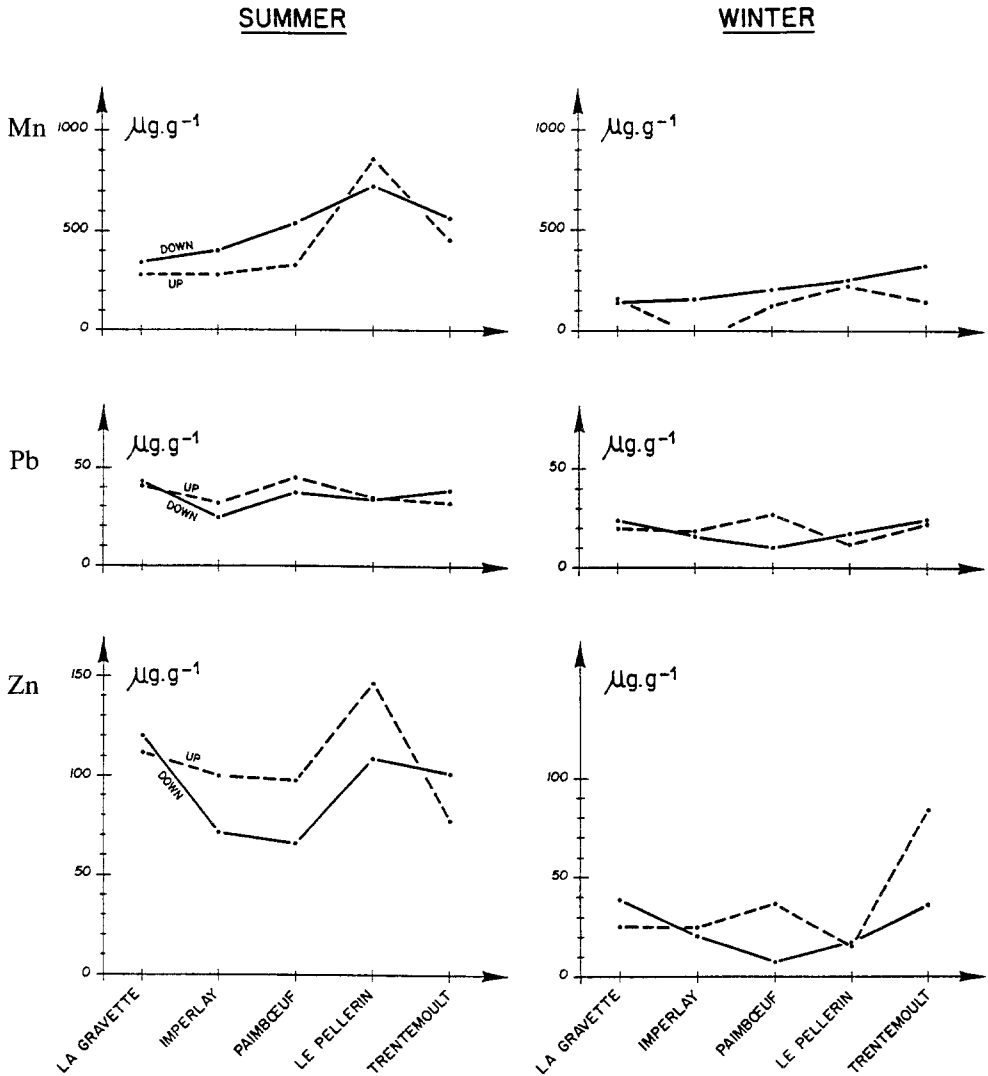 SUMMER
WINTER
Mn
1000
μg.g⁻¹
500
DOWN
UP
0
1000
μg.g⁻¹
500
0
Pb
μg.g⁻¹
50
UP
DOWN
0
μg.g⁻¹
50
0
Zn
150
μg.g⁻¹
100
UP
DOWN
50
0
μg.g⁻¹
100
50
0
LA GRAVETTE
IMPERLAY
PAIMBŒUF
LE PELLERIN
TRENTEMOULT
LA GRAVETTE
IMPERLAY
PAIMBŒUF
LE PELLERIN
TRENTEMOULT